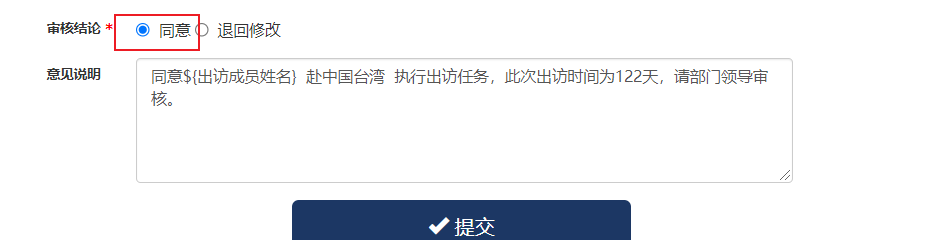 审核结论 * 同意 退回修改
意见说明
同意${出访成员姓名} 赴中国台湾 执行出访任务，此次出访时间为122天，请部门领导审
核。
提交